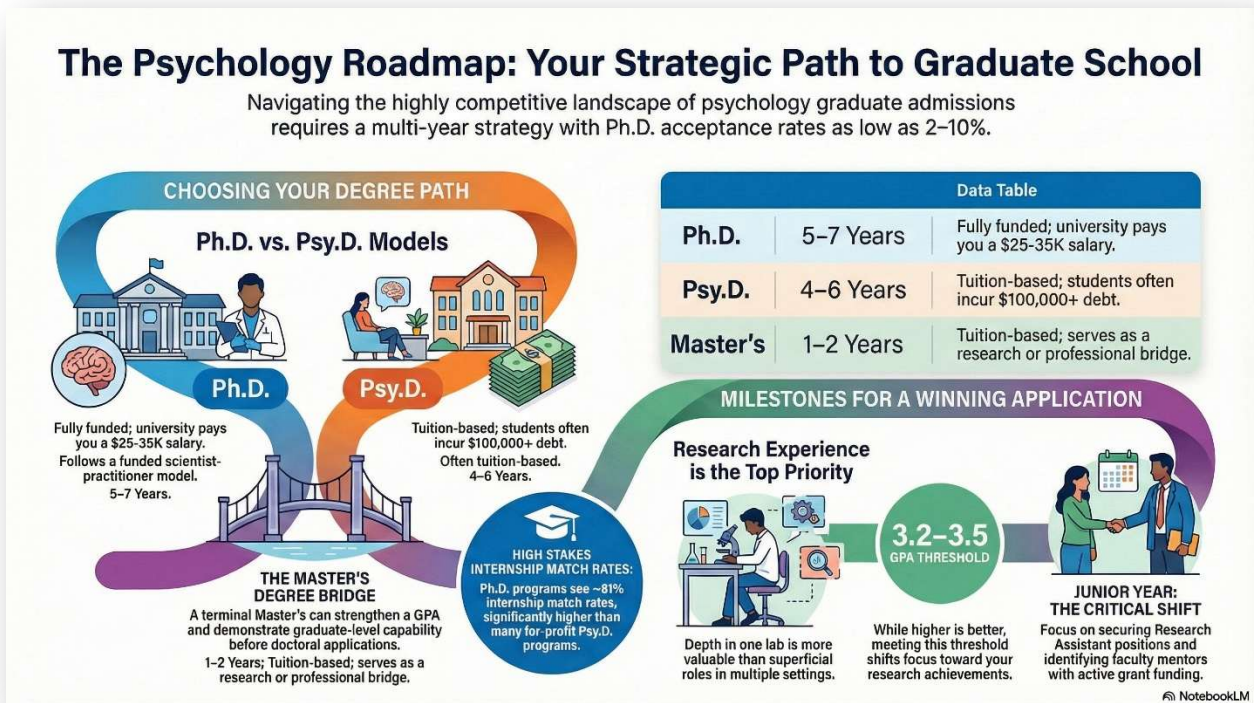 The Psychology Roadmap: Your Strategic Path to Graduate School
Navigating the highly competitive landscape of psychology graduate admissions
requires a multi-year strategy with Ph.D. acceptance rates as low as 2–10%.
CHOOSING YOUR DEGREE PATH
Ph.D. vs. Psy.D. Models
Ph.D.
Psy.D.
Fully funded; university pays
you a $25-35K salary.
Follows a funded scientist-
practitioner model.
5–7 Years.
Tuition-based; students often
incur $100,000+ debt.
Often tuition-based.
4–6 Years.
THE MASTER'S
DEGREE BRIDGE
A terminal Master's can strengthen a GPA
and demonstrate graduate-level capability
before doctoral applications.
1–2 Years; Tuition-based; serves as a
research or professional bridge.
HIGH STAKES
INTERNSHIP MATCH RATES:
Ph.D. programs see ~81%
internship match rates,
significantly higher than
many for-profit Psy.D.
programs.
Data Table
Ph.D. 5–7 Years Fully funded; university pays
you a $25-35K salary.
Psy.D. 4–6 Years Tuition-based; students often
incur $100,000+ debt.
Master's 1–2 Years Tuition-based; serves as a
research or professional bridge.
MILESTONES FOR A WINNING APPLICATION
Research Experience
is the Top Priority
Depth in one lab is more
valuable than superficial
roles in multiple settings.
3.2–3.5
GPA THRESHOLD
While higher is better,
meeting this threshold
shifts focus toward your
research achievements.
JUNIOR YEAR:
THE CRITICAL SHIFT
Focus on securing Research
Assistant positions and
identifying faculty mentors
with active grant funding.
NotebookLM